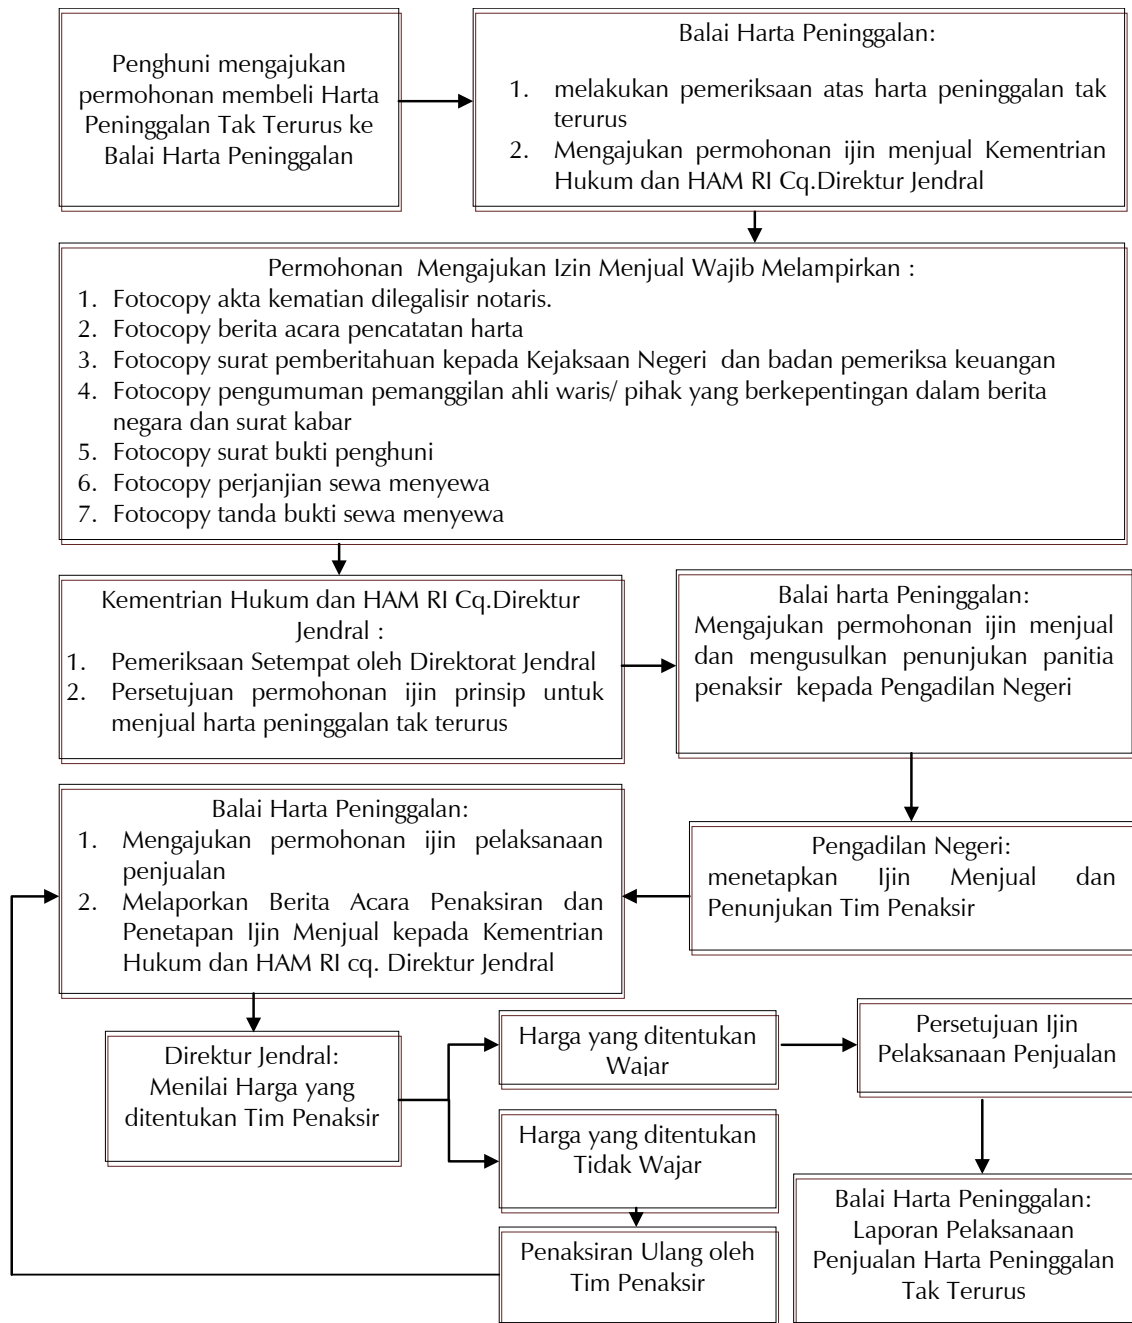 Penghuni mengajukan
permohonan membeli Harta
Peninggalan Tak Terurus ke
Balai Harta Peninggalan
Balai Harta Peninggalan:
1. melakukan pemeriksaan atas harta peninggalan tak
terurus
2. Mengajukan permohonan ijin menjual Kementrian
Hukum dan HAM RI Cq.Direktur Jendral
Permohonan Mengajukan Izin Menjual Wajib Melampirkan :
1. Fotocopy akta kematian dilegalisir notaris.
2. Fotocopy berita acara pencatatan harta
3. Fotocopy surat pemberitahuan kepada Kejaksaan Negeri dan badan pemeriksa keuangan
4. Fotocopy pengumuman pemanggilan ahli waris/ pihak yang berkepentingan dalam berita
negara dan surat kabar
5. Fotocopy surat bukti penghuni
6. Fotocopy perjanjian sewa menyewa
7. Fotocopy tanda bukti sewa menyewa
Kementrian Hukum dan HAM RI Cq.Direktur
Jendral :
1. Pemeriksaan Setempat oleh Direktorat Jendral
2. Persetujuan permohonan ijin prinsip untuk
menjual harta peninggalan tak terurus
Balai harta Peninggalan:
Mengajukan permohonan ijin menjual
dan mengusulkan penunjukan panitia
penaksir kepada Pengadilan Negeri
Pengadilan Negeri:
menetapkan Ijin Menjual dan
Penunjukan Tim Penaksir
Balai Harta Peninggalan:
1. Mengajukan permohonan ijin pelaksanaan
penjualan
2. Melaporkan Berita Acara Penaksiran dan
Penetapan Ijin Menjual kepada Kementrian
Hukum dan HAM RI cq. Direktur Jendral
Direktur Jendral:
Menilai Harga yang
ditentukan Tim Penaksir
Harga yang ditentukan
Wajar
Persetujuan Ijin
Pelaksanaan Penjualan
Harga yang ditentukan
Tidak Wajar
Penaksiran Ulang oleh
Tim Penaksir
Balai Harta Peninggalan:
Laporan Pelaksanaan
Penjualan Harta Peninggalan
Tak Terurus